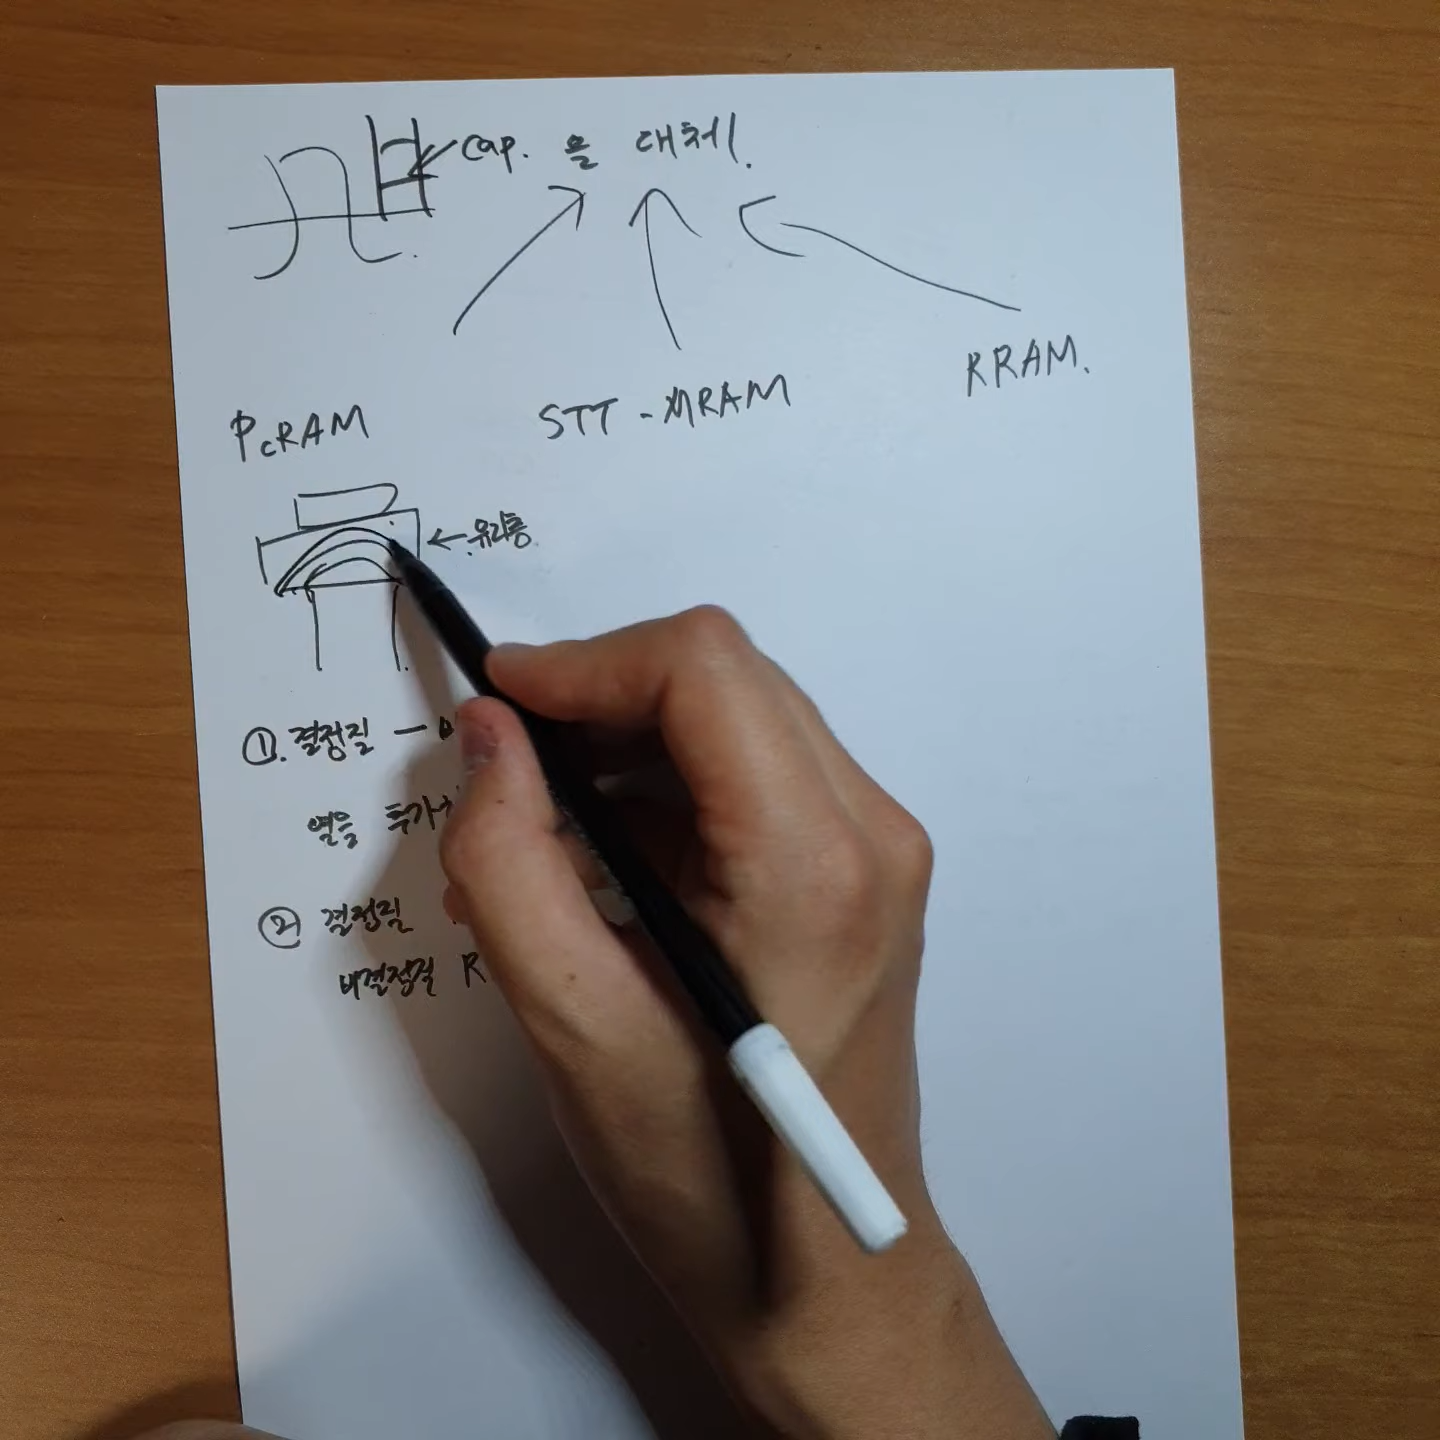 cap. 을 대체!
PcRAM
STT-MRAM
RRAM.
← 유리룸
①. 결정질 -
열을 추가
② 결정질
비결정질 R